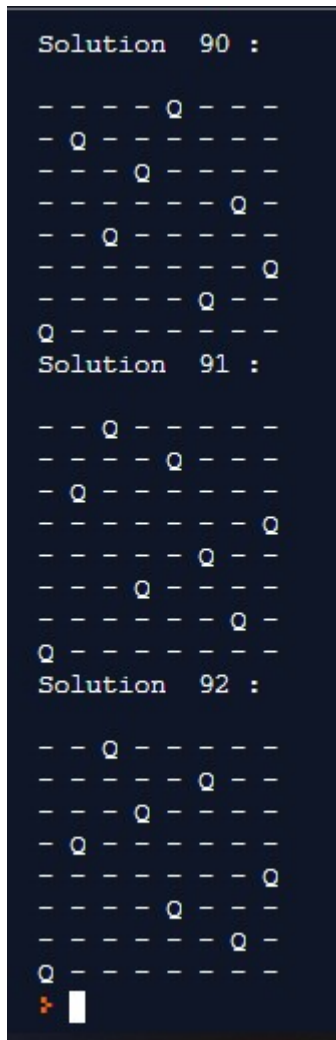 Solution  90 :
- - - - Q - - -
- Q - - - - - -
- - - Q - - - -
- - - - - - Q -
- - Q - - - - -
- - - - - - - Q
- - - - - Q - -
Q - - - - - - -
Solution  91 :
- - Q - - - - -
- - - - Q - - -
- Q - - - - - -
- - - - - - - Q
- - - - - Q - -
- - - Q - - - -
- - - - - - Q -
Q - - - - - - -
Solution  92 :
- - Q - - - - -
- - - - - Q - -
- - - Q - - - -
- Q - - - - - -
- - - - - - - Q
- - - - Q - - -
- - - - - - Q -
Q - - - - - - -
>